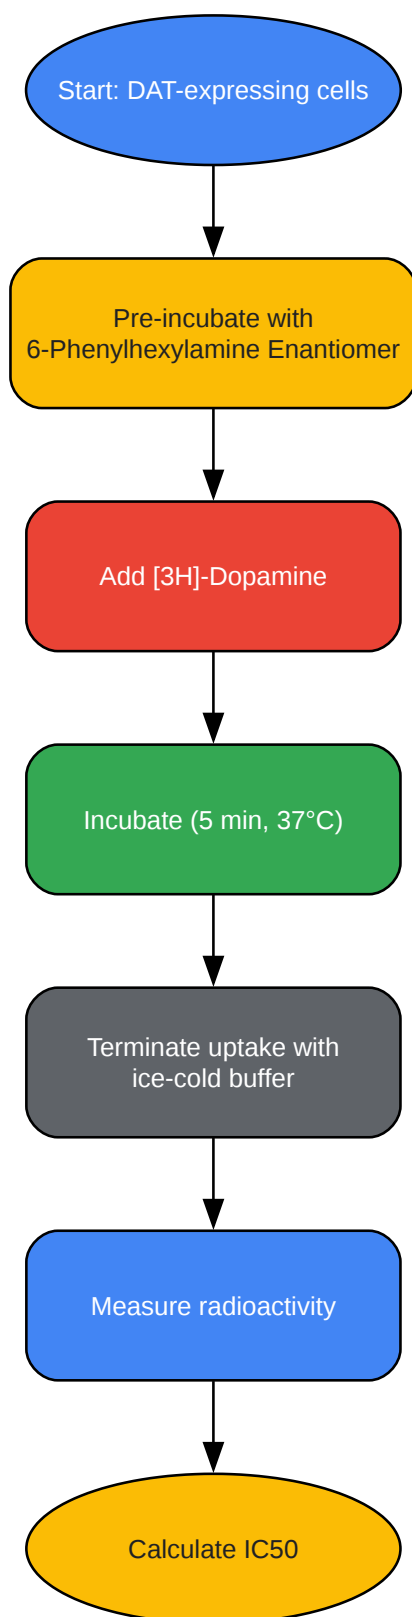 Start: DAT-expressing cells
Pre-incubate with
6-Phenylhexylamine Enantiomer
Add [3H]-Dopamine
Incubate (5 min, 37°C)
Terminate uptake with
ice-cold buffer
Measure radioactivity
Calculate IC50